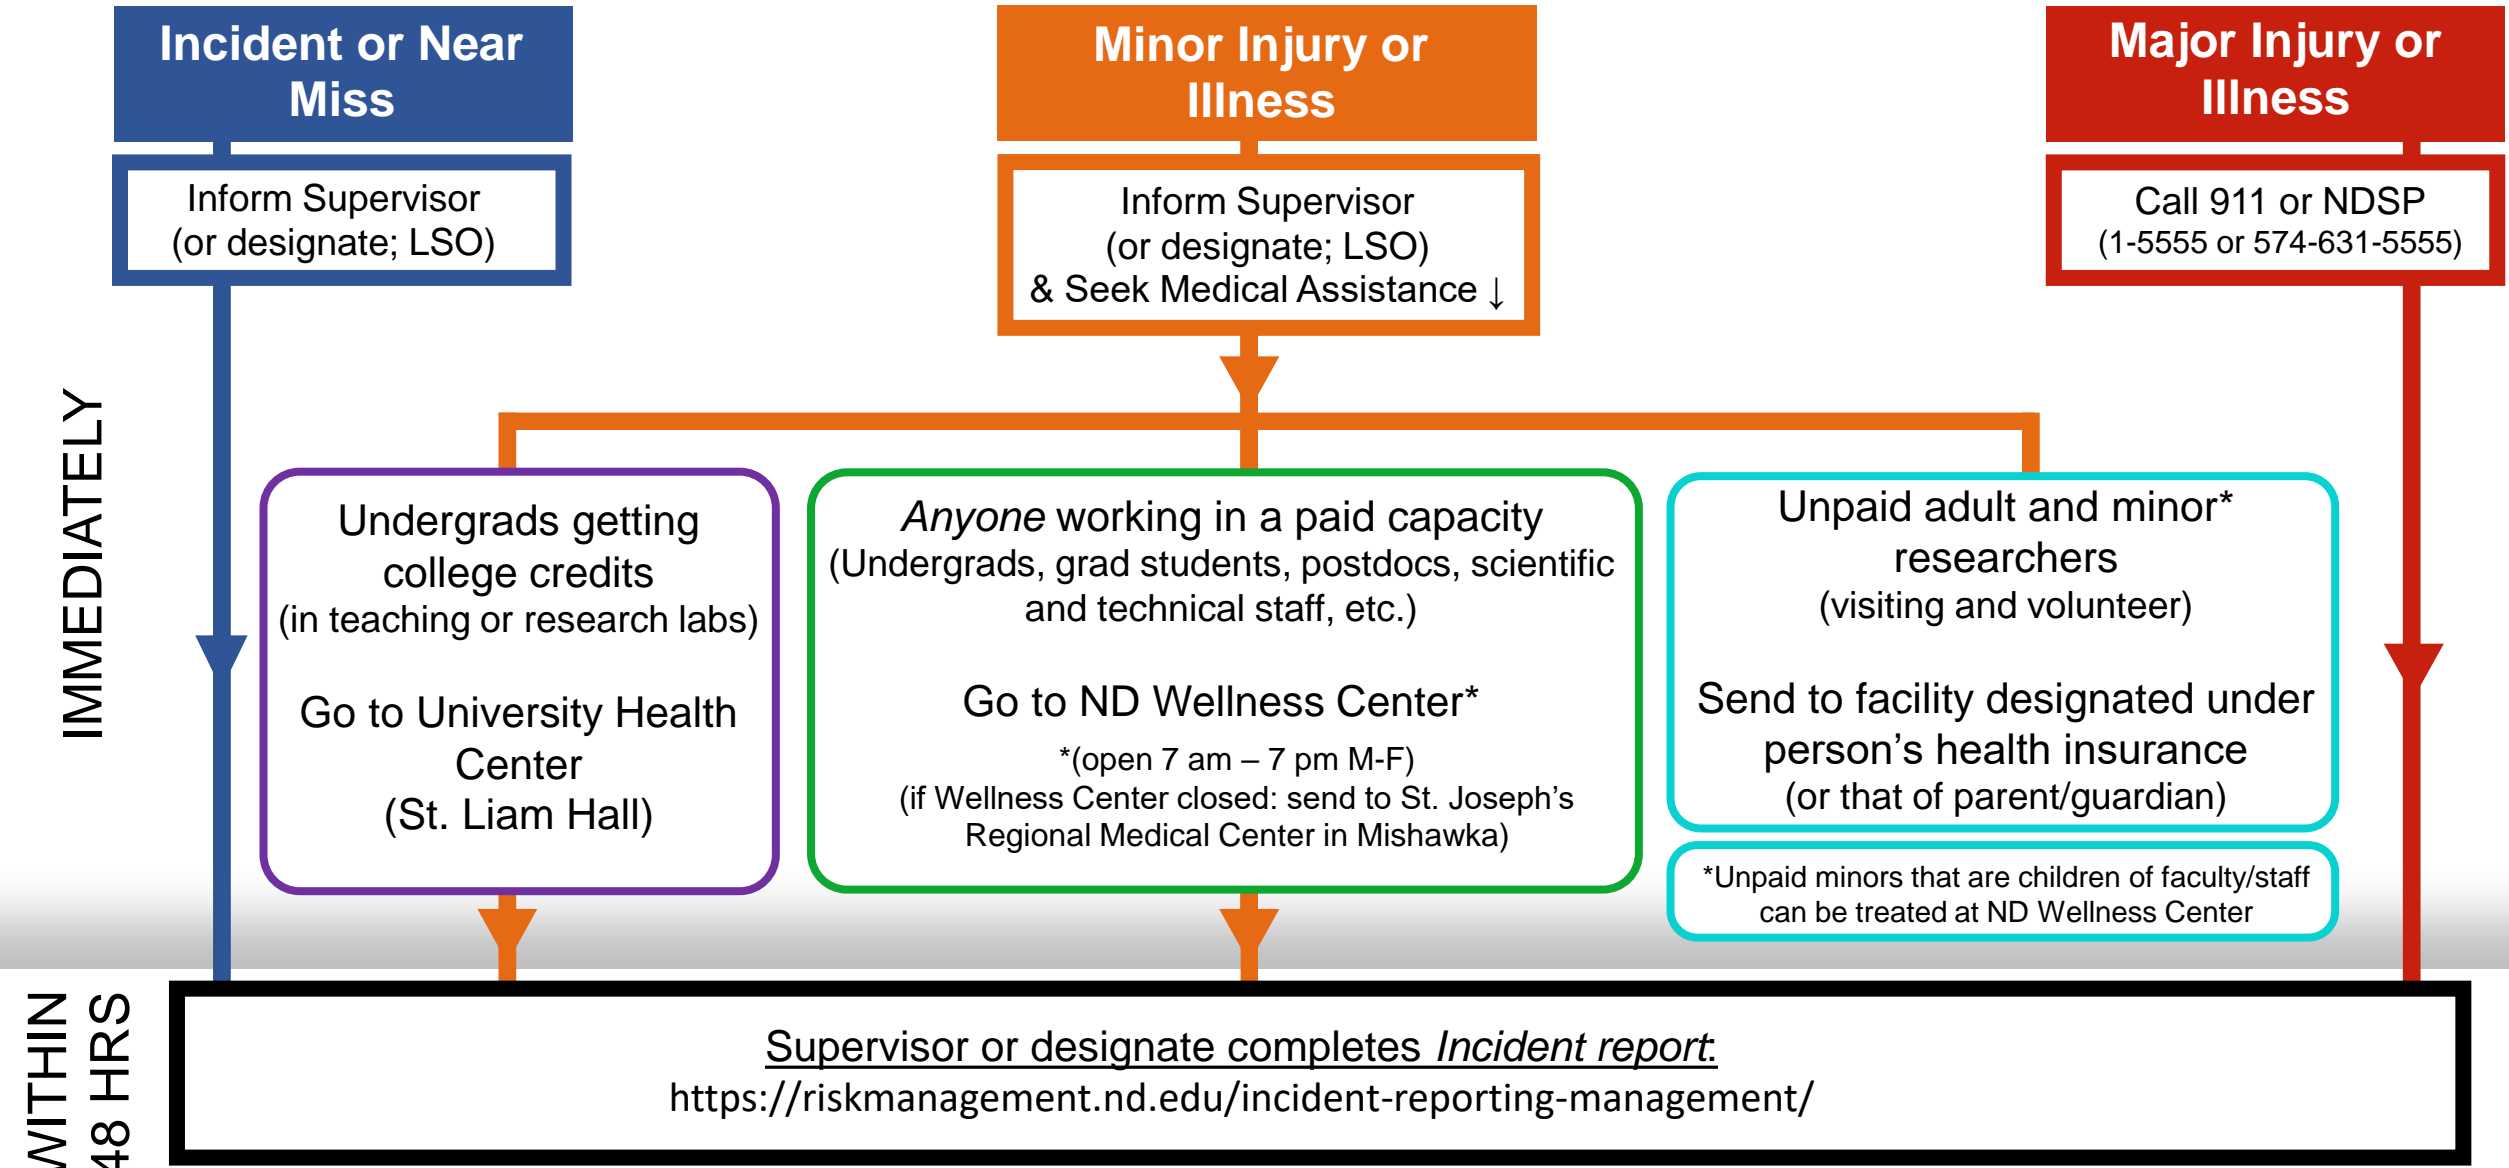 Incident or Near
Miss
Inform Supervisor
(or designate; LSO)
Minor Injury or
Illness
Inform Supervisor
(or designate; LSO)
& Seek Medical Assistance ↓
Major Injury or
Illness
Call 911 or NDSP
(1-5555 or 574-631-5555)
IMMEDIATELY
Undergrads getting
college credits
(in teaching or research labs)
Go to University Health
Center
(St. Liam Hall)
Anyone working in a paid capacity
(Undergrads, grad students, postdocs, scientific
and technical staff, etc.)
Go to ND Wellness Center*
*(open 7 am – 7 pm M-F)
(if Wellness Center closed: send to St. Joseph’s
Regional Medical Center in Mishawka)
Unpaid adult and minor*
researchers
(visiting and volunteer)
Send to facility designated under
person’s health insurance
(or that of parent/guardian)
*Unpaid minors that are children of faculty/staff
can be treated at ND Wellness Center
WITHIN
48 HRS
Supervisor or designate completes Incident report:
https://riskmanagement.nd.edu/incident-reporting-management/